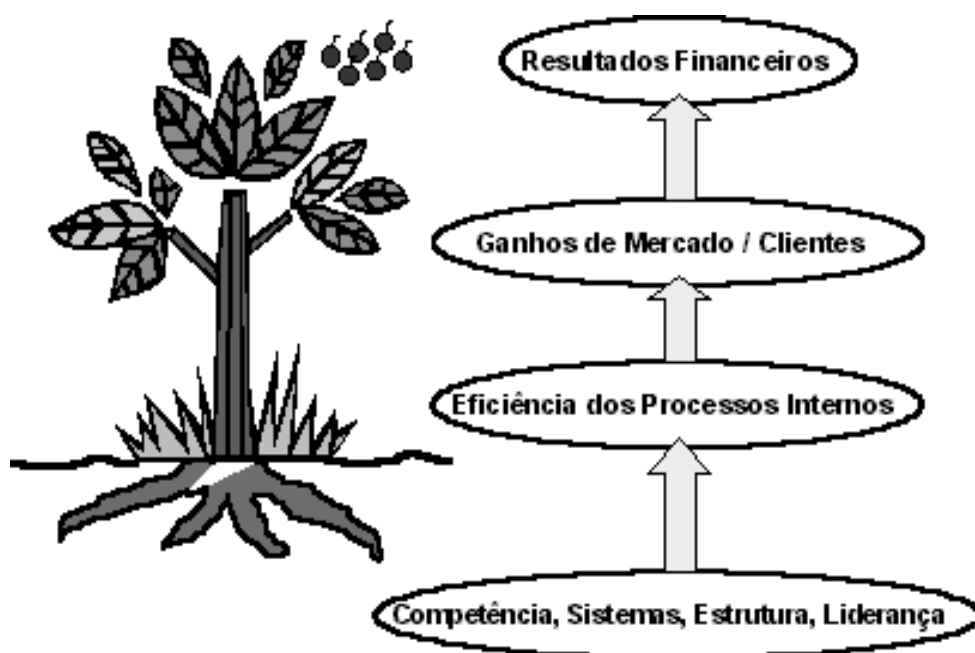 Resultados Financeiros
Ganhos de Mercado / Clientes
Eficiência dos Processos Internos
Competência, Sistemas, Estrutura, Liderança